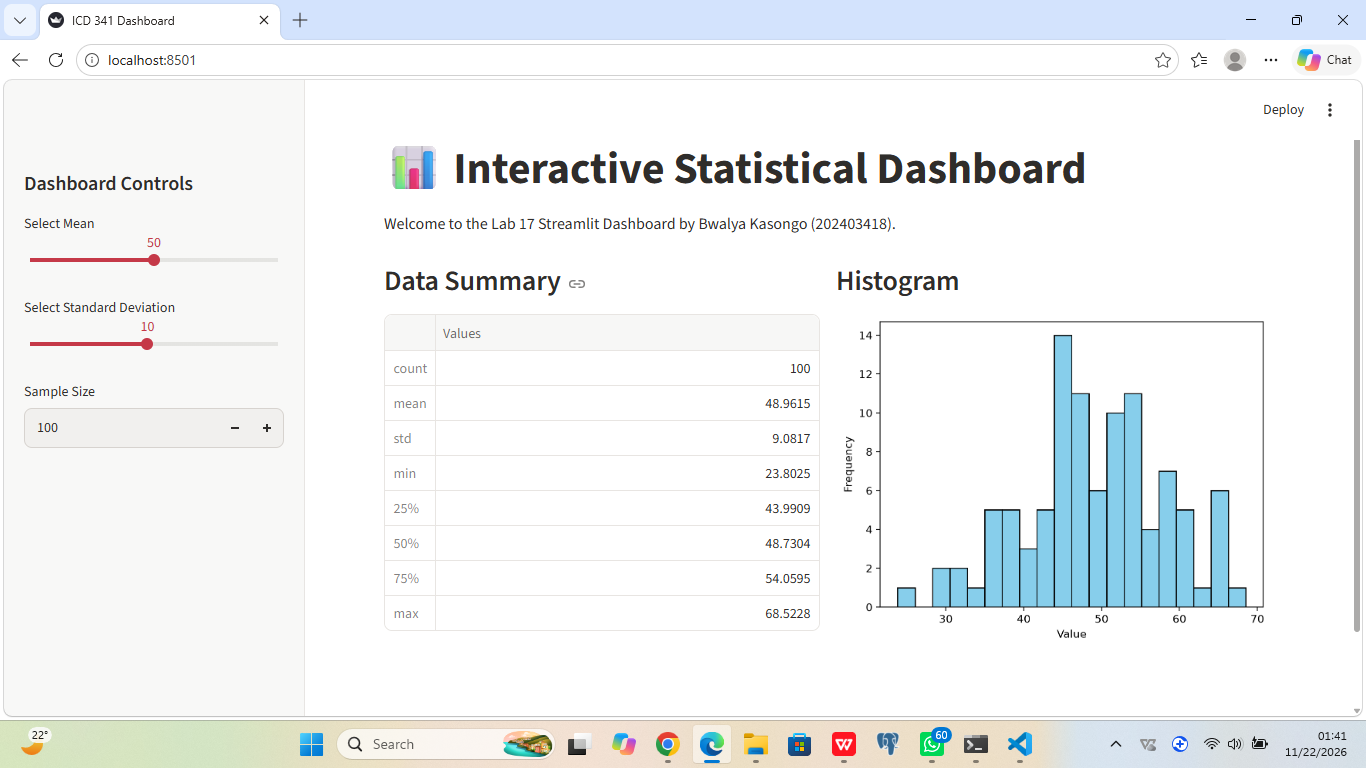 ICD 341 Dashboard
localhost:8501
Chat
Deploy
Dashboard Controls
Select Mean
50
Select Standard Deviation
10
Sample Size
100
Interactive Statistical Dashboard
Welcome to the Lab 17 Streamlit Dashboard by Bwalya Kasongo (202403418).
Data Summary
Values
count 100
mean 48.9615
std 9.0817
min 23.8025
25% 43.9909
50% 48.7304
75% 54.0595
max 68.5228
Histogram
Frequency
14
12
10
8
6
4
2
0
30 40 50 60 70
Value
22°
Search
60
01:41
11/22/2026